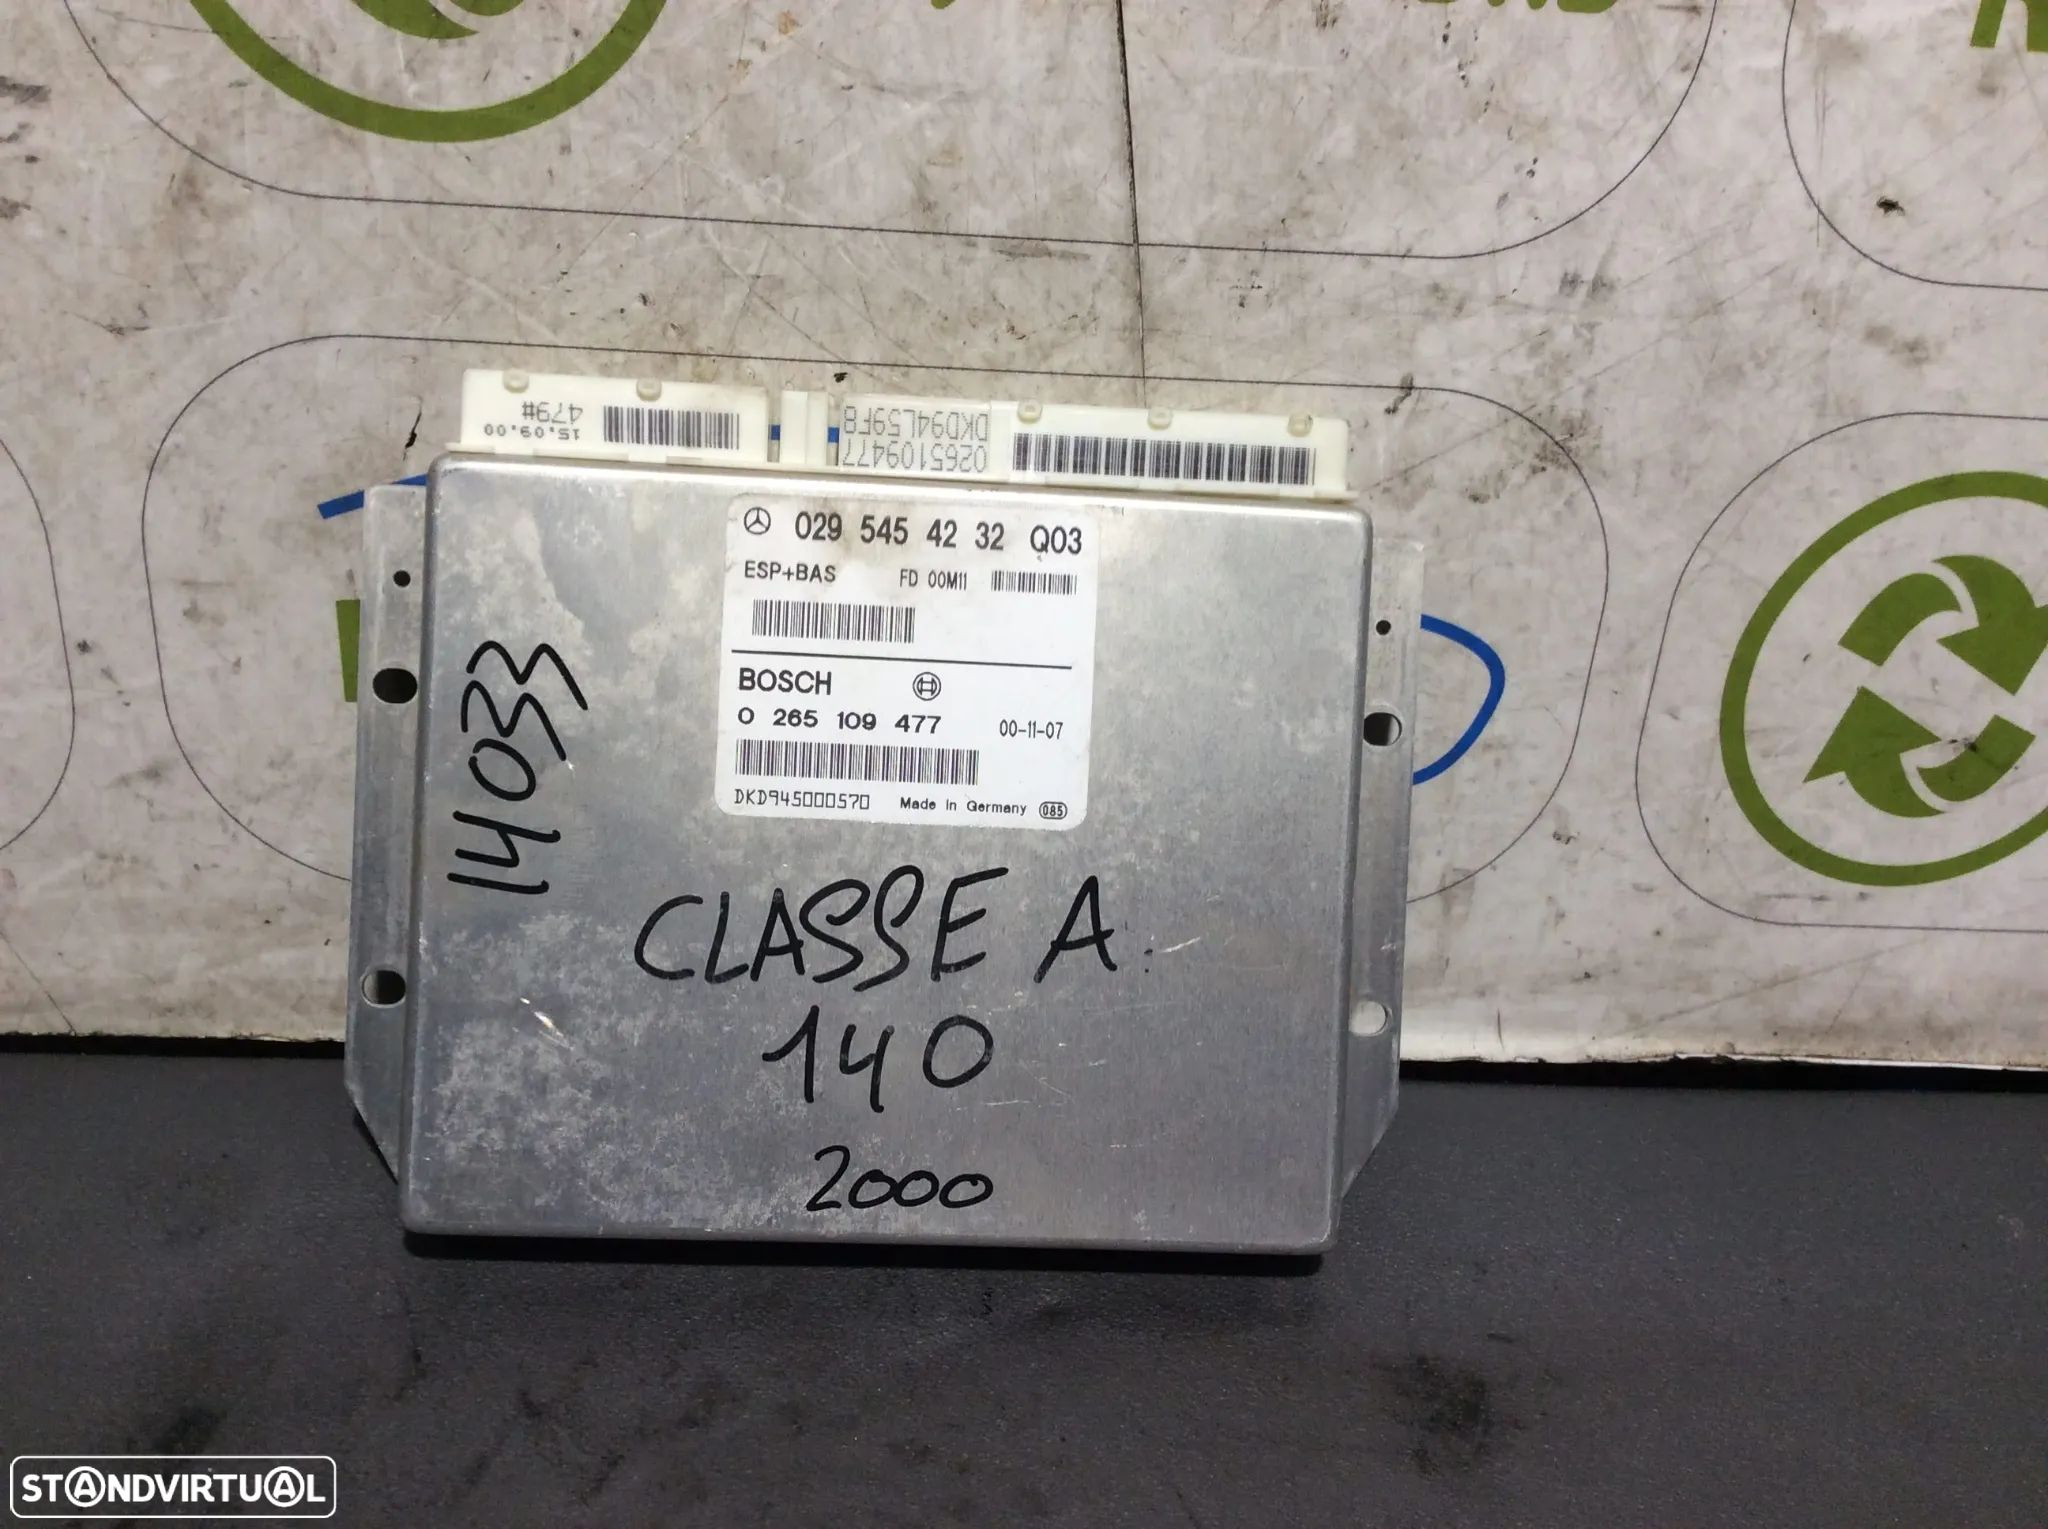 479#
15.09.00
DKD94L59F8
0265109477
029 545 42 32 Q03
ESP+BAS FD 00M11
BOSCH
0 265 109 477 00-11-07
DKD945000570 Made in Germany 085
14033
CLASSE A
140
2000
STANDVIRTUAL